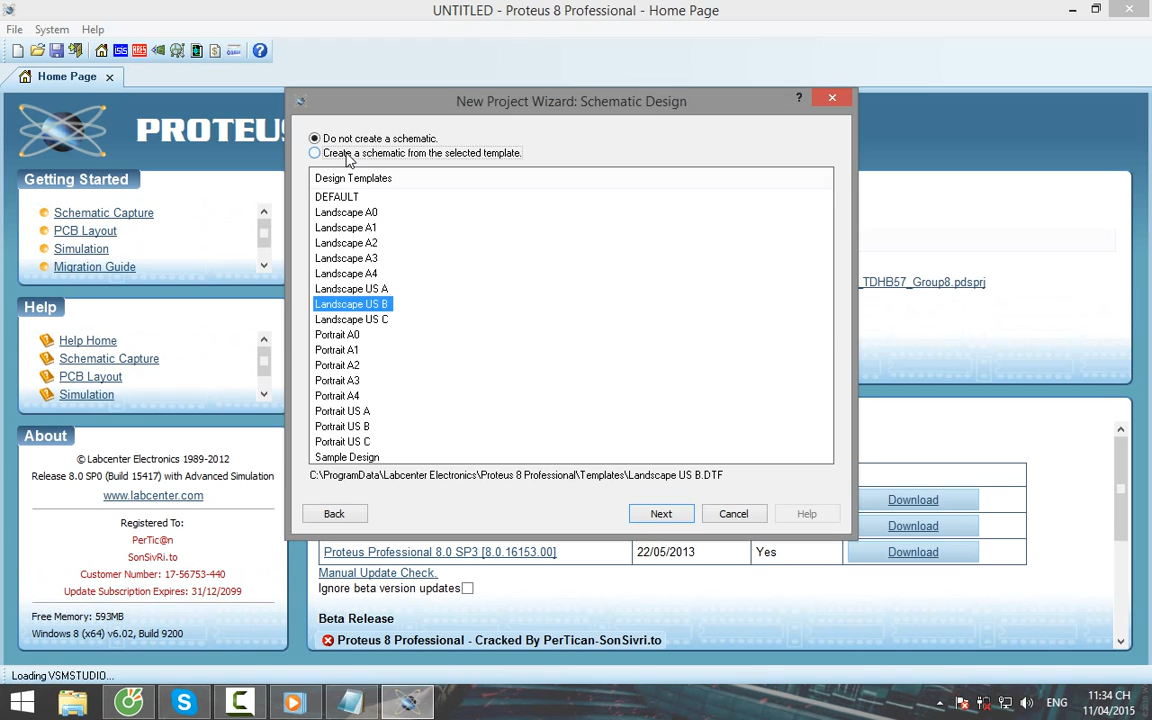 UNTITLED - Proteus 8 Professional - Home Page
File System Help
Home Page
PROTEUS
Getting Started
Schematic Capture
PCB Layout
Simulation
Migration Guide
Help
Help Home
Schematic Capture
PCB Layout
Simulation
About
© Labcenter Electronics 1989-2012
Release 8.0 SP0 (Build 15417) with Advanced Simulation
www.labcenter.com
Registered To:
PerTic@n
SonSivRi.to
Customer Number: 17-56753-440
Update Subscription Expires: 31/12/2099
Free Memory: 593MB
Windows 8 (x64) v6.02, Build 9200
New Project Wizard: Schematic Design
?
Do not create a schematic.
Create a schematic from the selected template.
Design Templates
DEFAULT
Landscape A0
Landscape A1
Landscape A2
Landscape A3
Landscape A4
Landscape US A
Landscape US B
Landscape US C
Portrait A0
Portrait A1
Portrait A2
Portrait A3
Portrait A4
Portrait US A
Portrait US B
Portrait US C
Sample Design
C:\ProgramData\Labcenter Electronics\Proteus 8 Professional\Templates\Landscape US B.DTF
Back Next Cancel Help
_TDHB57_Group8.pdsprj
Download
Download
Proteus Professional 8.0 SP3 [8.0.16153.00] 22/05/2013 Yes Download
Manual Update Check.
Ignore beta version updates
Beta Release
Proteus 8 Professional - Cracked By PerTican-SonSivri.to
Loading VSMSTUDIO...
ENG
11:34 CH
11/04/2015